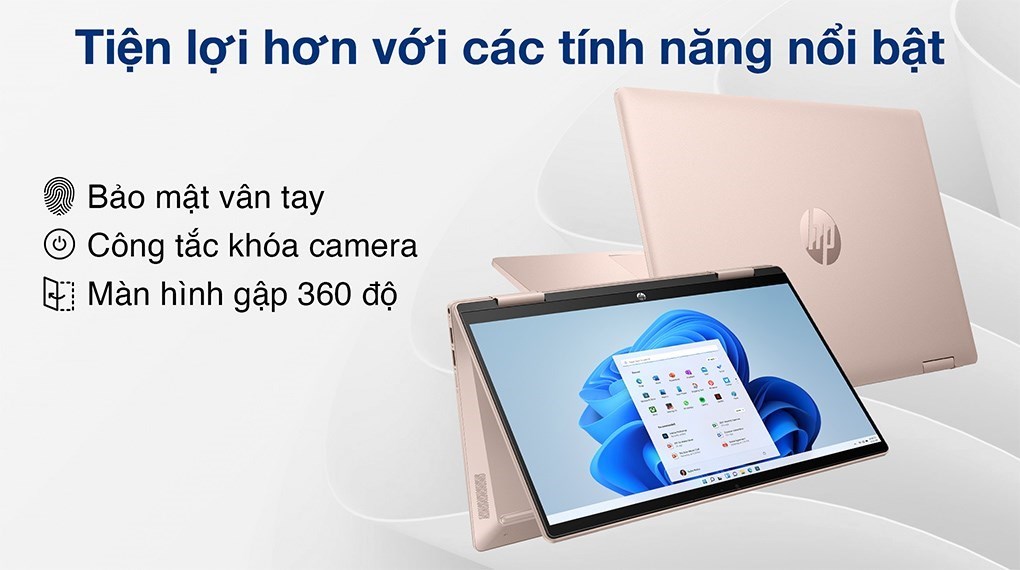 Tiện lợi hơn với các tính năng nổi bật
Bảo mật vân tay
Công tắc khóa camera
Màn hình gập 360 độ
hp